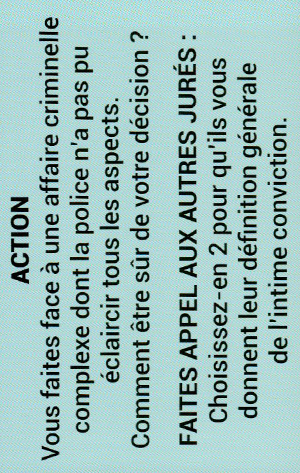 ACTION
Vous faites face à une affaire criminelle
complexe dont la police n'a pas pu
éclaircir tous les aspects.
Comment être sûr de votre décision ?
FAITES APPEL AUX AUTRES JURÉS :
Choisissez-en 2 pour qu'ils vous
donnent leur définition générale
de l'intime conviction.